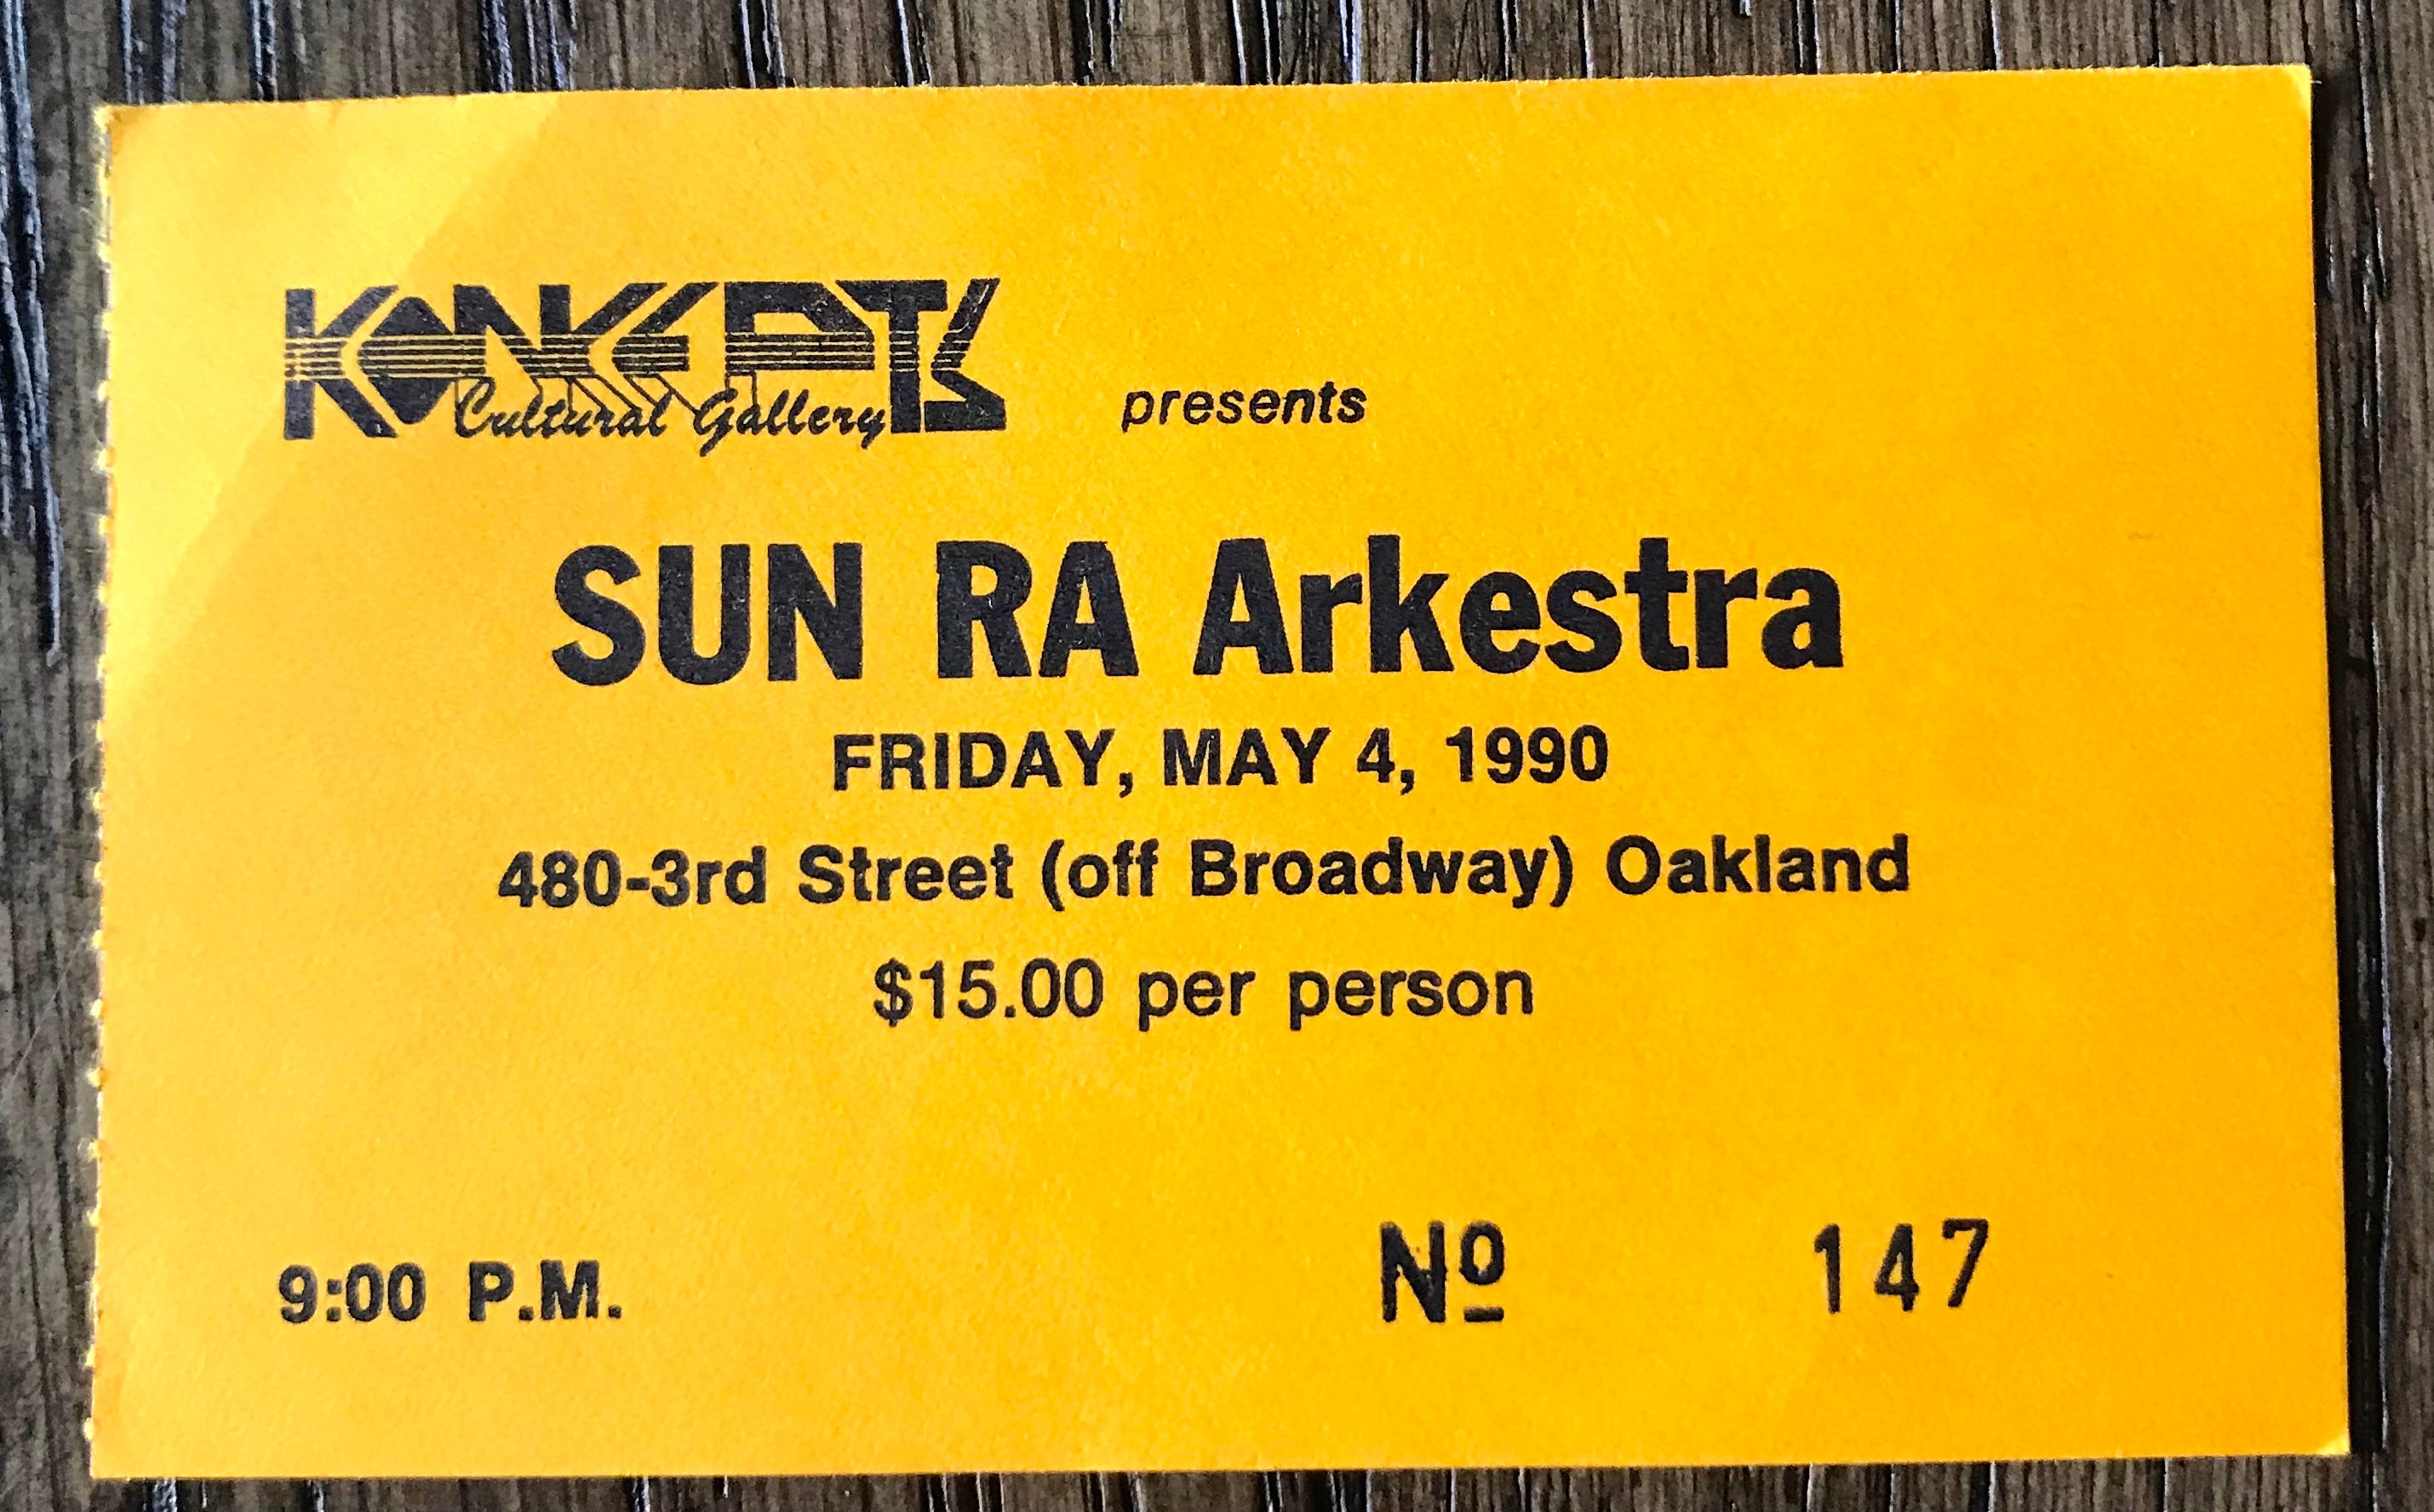 KONCEPTS
Cultural Gallery presents
SUN RA Arkestra
FRIDAY, MAY 4, 1990
480-3rd Street (off Broadway) Oakland
$15.00 per person
9:00 P.M. Nº 147